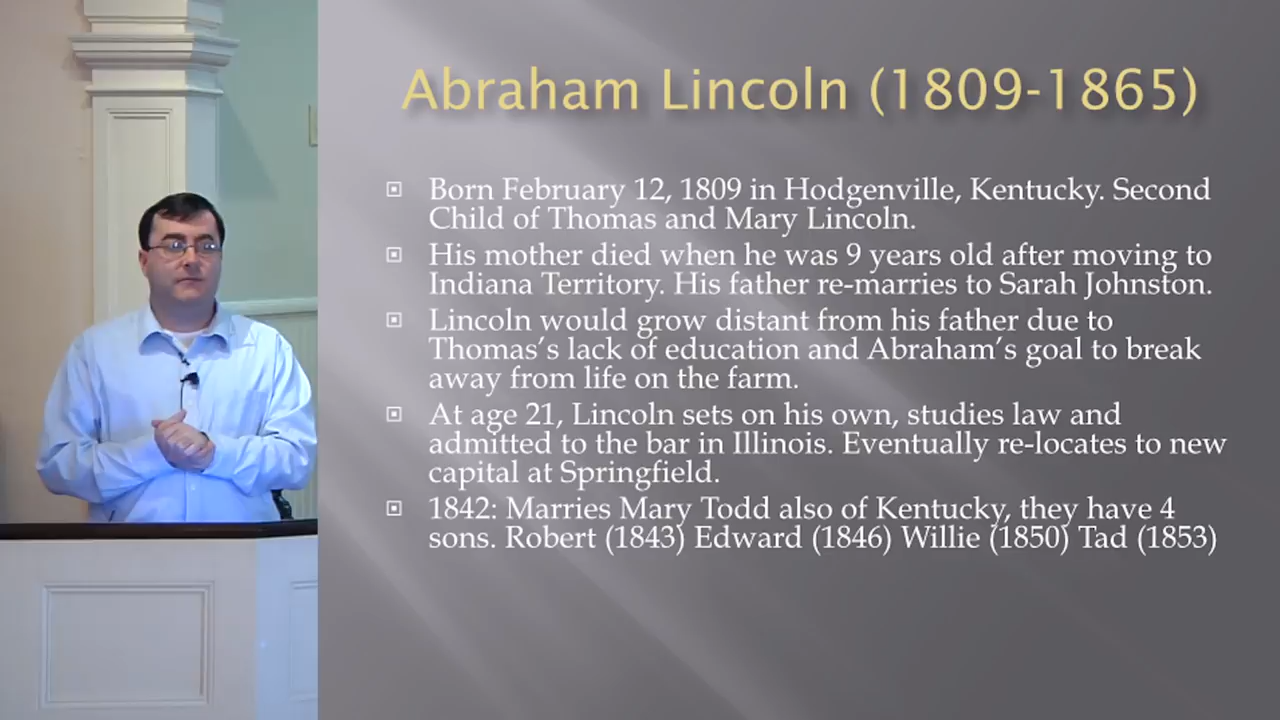 Abraham Lincoln (1809-1865)
Born February 12, 1809 in Hodgenville, Kentucky. Second
Child of Thomas and Mary Lincoln.
His mother died when he was 9 years old after moving to
Indiana Territory. His father re-marries to Sarah Johnston.
Lincoln would grow distant from his father due to
Thomas's lack of education and Abraham's goal to break
away from life on the farm.
At age 21, Lincoln sets on his own, studies law and
admitted to the bar in Illinois. Eventually re-locates to new
capital at Springfield.
1842: Marries Mary Todd also of Kentucky, they have 4
sons. Robert (1843) Edward (1846) Willie (1850) Tad (1853)